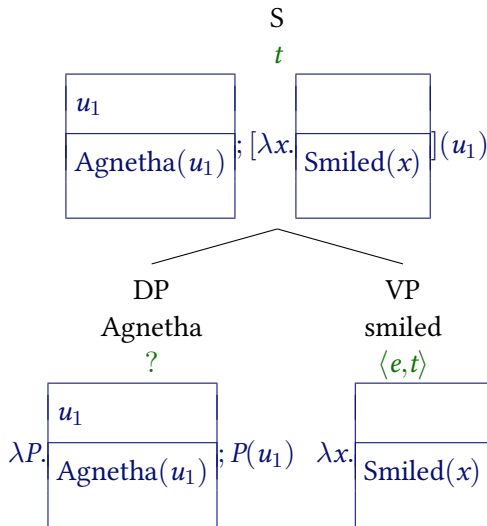 S
t
u₁
Agnetha(u₁) ; [λx. Smiled(x) ](u₁)
DP VP
Agnetha smiled
? ⟨e,t⟩
u₁
λP. Agnetha(u₁) ; P(u₁) λx. Smiled(x)